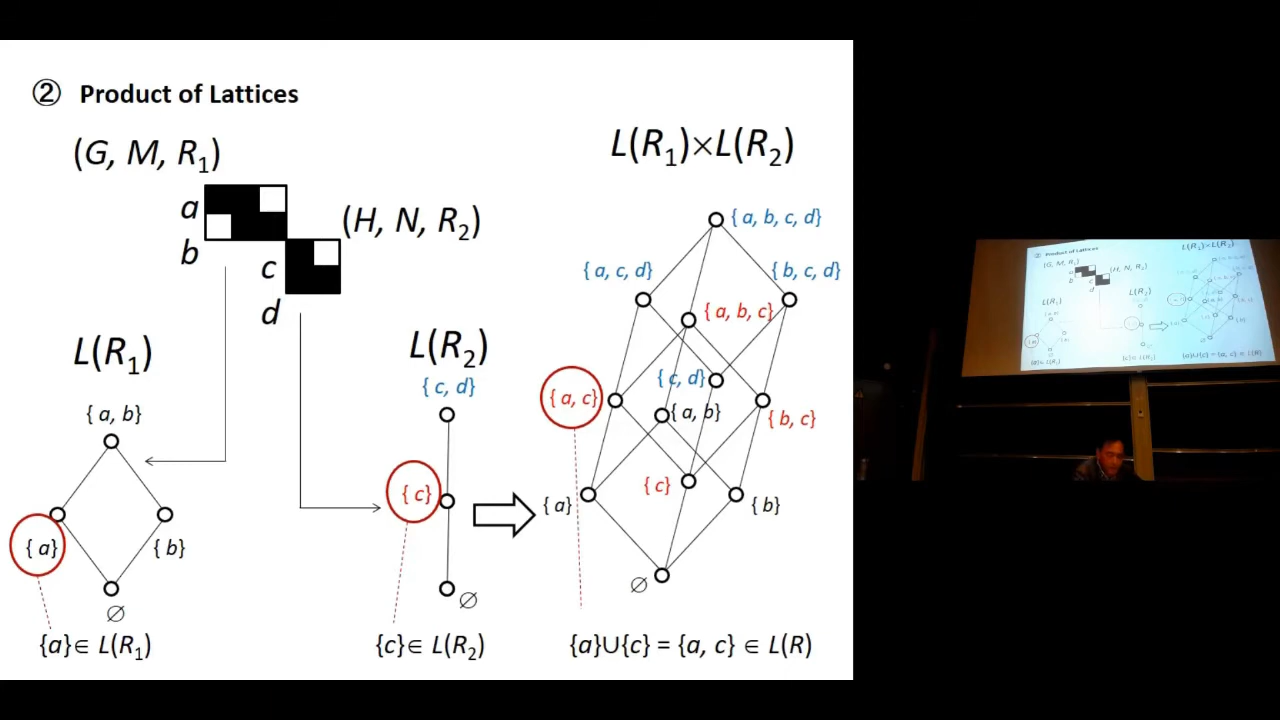 ② Product of Lattices
(G, M, R1)
L(R1)×L(R2)
a
b
(H, N, R2)
c
d
L(R1)
{ a, b}
{ a}
{ b}
∅
{a}∈ L(R1)
L(R2)
{ c, d}
{ c}
∅
{c}∈ L(R2)
{ a, b, c, d}
{ a, c, d}
{ b, c, d}
{ a, b, c}
{ c, d}
{ a, c}
{ a, b}
{ b, c}
{ a}
{ c}
{ b}
∅
{a}∪{c} = {a, c} ∈ L(R)